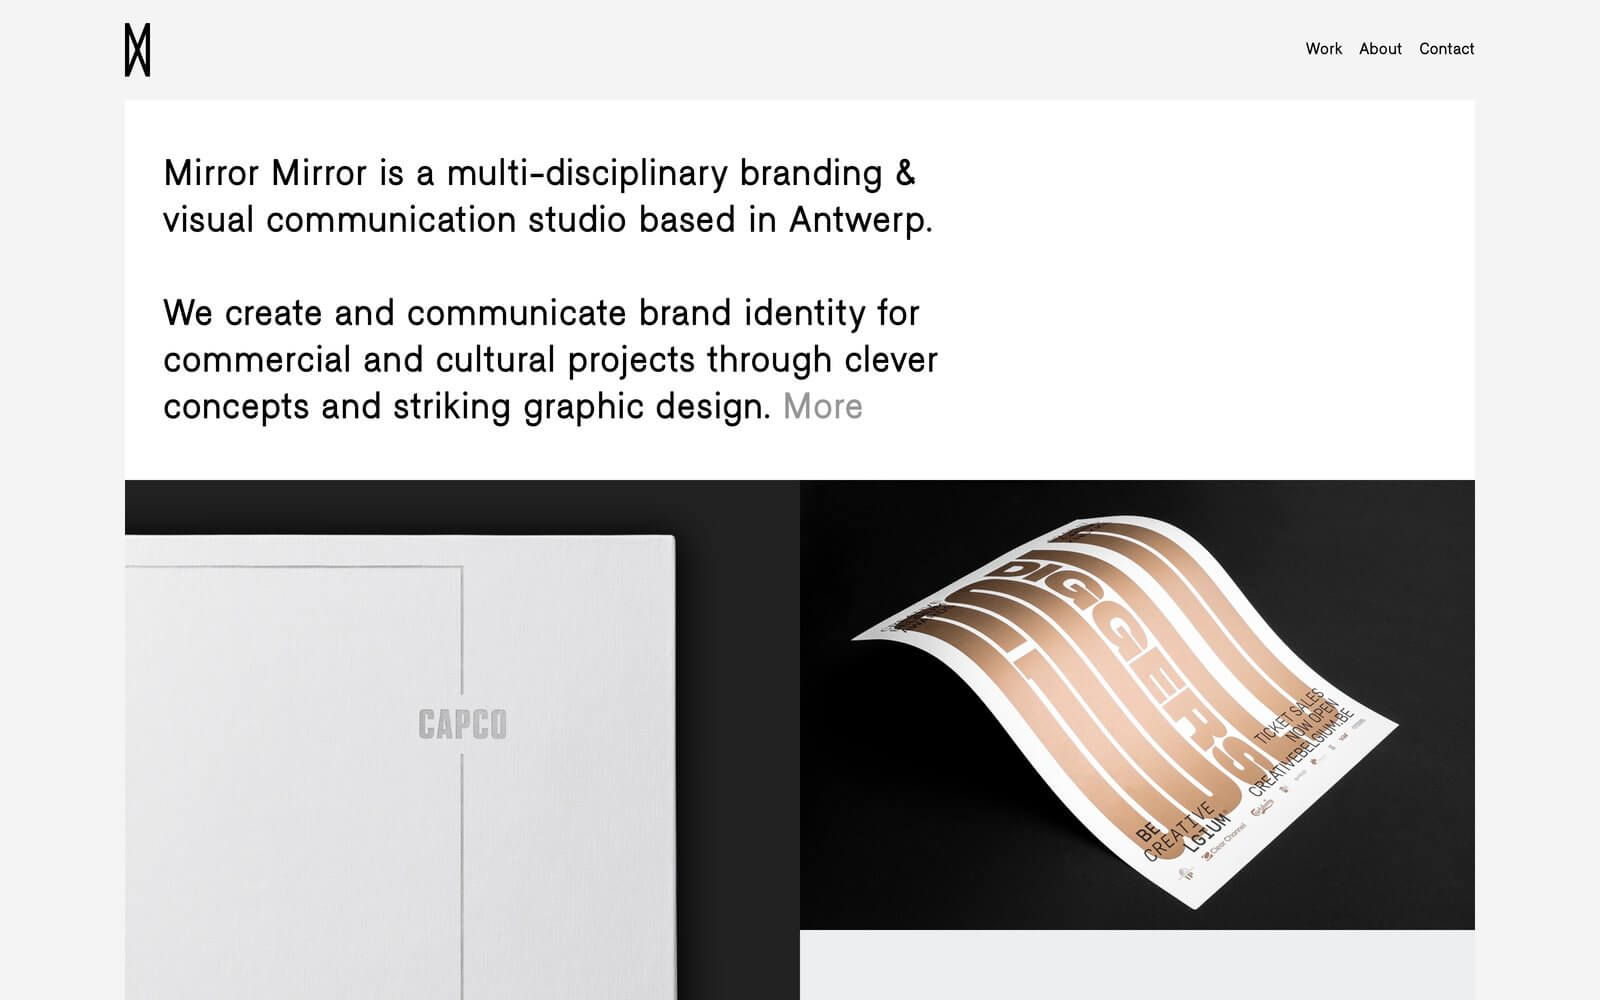 Work About Contact
Mirror Mirror is a multi-disciplinary branding &
visual communication studio based in Antwerp.
We create and communicate brand identity for
commercial and cultural projects through clever
concepts and striking graphic design. More
CAPCO
DIGGERS
TICKET SALES
NOW OPEN
CREATIVEBELGIUM.BE
BE
CREATIVE
LGIUM
Clear Channel